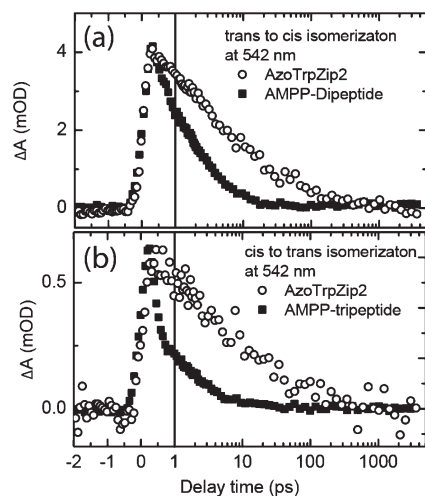 (a)
trans to cis isomerizaton
at 542 nm
AzoTrpZip2
AMPP-Dipeptide
4
2
0
ΔA (mOD)
(b)
cis to trans isomerizaton
at 542 nm
AzoTrpZip2
AMPP-tripeptide
0.5
0.0
ΔA (mOD)
-2 -1 0 1 10 100 1000
Delay time (ps)